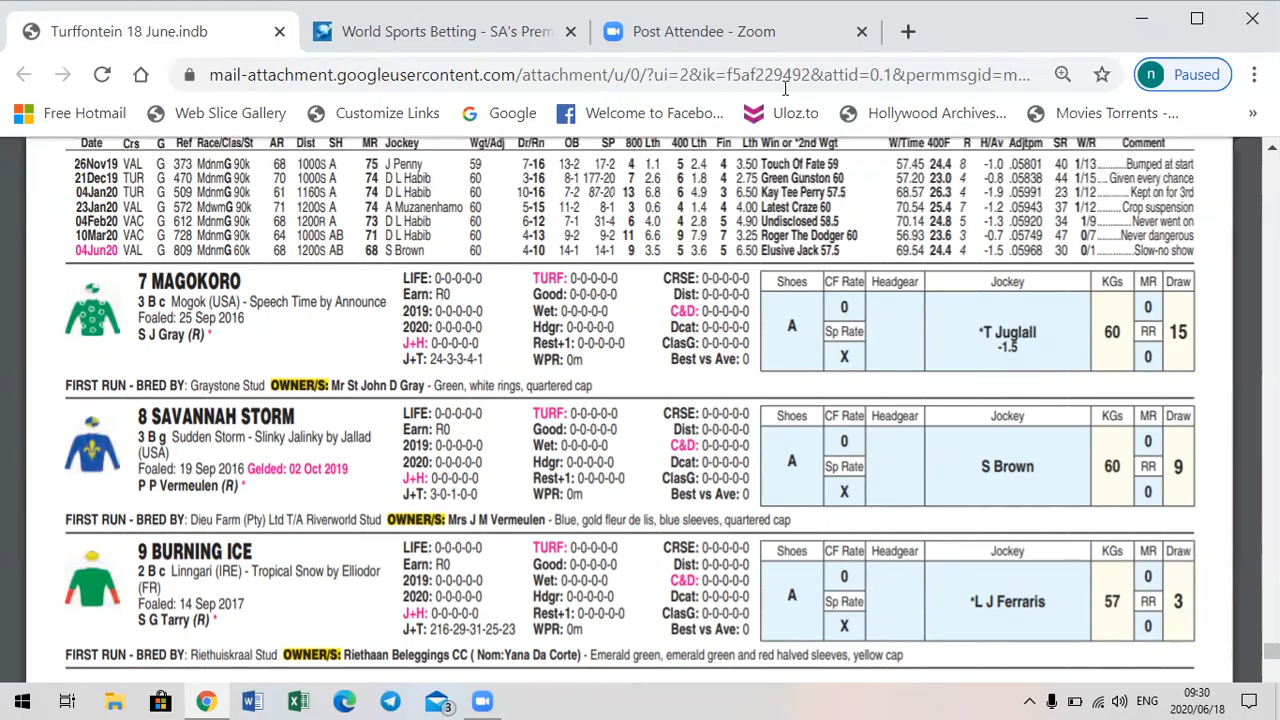 Turffontein 18 June.indb
World Sports Betting - SA's Prem
Post Attendee - Zoom
mail-attachment.googleusercontent.com/attachment/u/0/?ui=2&ik=f5af229492&attid=0.1&permmsgid=m...
n Paused
Free Hotmail
Web Slice Gallery
Customize Links
Google
Welcome to Facebo...
Uloz.to
Hollywood Archives...
Movies Torrents - ...
»
Date Crs G Ref Race/Clas/St AR Dist SH MR Jockey Wgt/Adj Dr/Rn OB SP 800 Lth 400 Lth Fin Lth Win or *2nd Wgt W/Time 400F R H/Av Adjtpm SR W/R Comment
26Nov19 VAL G 373 MdnmG 90k 68 1000S A 75 J Penny 59 7-16 13-2 17-2 4 1.1 5 2.4 4 3.50 Touch Of Fate 59 57.45 24.4 8 -1.0 .05801 40 1/13 ..........Bumped at start
21Dec19 TUR G 470 MdnmG 90k 70 1000S A 74 D L Habib 60 3-16 8-1 177-20 7 2.6 6 1.8 4 2.75 Green Gunston 60 57.20 23.0 4 -0.8 .05838 44 1/15 .....Given every chance
04Jan20 TUR G 509 MdnmG 90k 61 1160S A 74 D L Habib 60 10-16 7-2 87-20 13 6.8 6 4.9 3 6.50 Kay Tee Perry 57.5 68.57 26.3 4 -1.9 .05991 23 1/12 ............Kept on for 3rd
23Jan20 VAL G 572 MdwmG 90k 71 1200S A 74 A Muzanenhamo 60 5-15 11-2 8-1 3 0.6 4 1.4 4 4.00 Latest Craze 60 70.54 25.4 7 -1.2 .05943 37 1/12 ........Crop suspension
04Feb20 VAC G 612 MdnmG 90k 68 1200R A 73 D L Habib 60 6-12 7-1 31-4 6 4.0 4 2.8 5 4.90 Undisclosed 58.5 70.14 24.8 5 -1.3 .05920 34 1/9 ..............Never went on
10Mar20 VAC G 728 MdnmG 90k 64 1000S AB 71 D L Habib 60 4-13 9-2 9-2 11 6.6 9 7.9 7 3.25 Roger The Dodger 60 56.93 23.6 3 -0.7 .05749 47 0/7 .........Never dangerous
04Jun20 VAL G 809 MdnmG 60k 68 1200S AB 68 S Brown 60 4-10 14-1 14-1 9 3.5 5 3.6 5 6.50 Elusive Jack 57.5 69.54 24.4 4 -1.5 .05968 30 0/1 ..............Slow-no show
7 MAGOKORO
3 B c Mogok (USA) - Speech Time by Announce
Foaled: 25 Sep 2016
S J Gray (R) *
LIFE: 0-0-0-0-0
Earn: R0
2019: 0-0-0-0-0
2020: 0-0-0-0-0
J+H: 0-0-0-0-0
J+T: 24-3-3-4-1
TURF: 0-0-0-0-0
Good: 0-0-0-0-0
Wet: 0-0-0-0-0
Hdgr: 0-0-0-0-0
Rest+1: 0-0-0-0-0
WPR: 0m
CRSE: 0-0-0-0-0
Dist: 0-0-0-0-0
C&D: 0-0-0-0-0
Dcat: 0-0-0-0-0
ClasG: 0-0-0-0-0
Best vs Ave: 0
Shoes CF Rate Headgear Jockey KGs MR Draw
A 0 Sp Rate X *T Juglall -1.5 60 0 RR 0 15
FIRST RUN - BRED BY: Graystone Stud OWNER/S: Mr St John D Gray - Green, white rings, quartered cap
8 SAVANNAH STORM
3 B g Sudden Storm - Slinky Jalinky by Jallad
(USA)
Foaled: 19 Sep 2016 Gelded: 02 Oct 2019
P P Vermeulen (R) *
LIFE: 0-0-0-0-0
Earn: R0
2019: 0-0-0-0-0
2020: 0-0-0-0-0
J+H: 0-0-0-0-0
J+T: 3-0-1-0-0
TURF: 0-0-0-0-0
Good: 0-0-0-0-0
Wet: 0-0-0-0-0
Hdgr: 0-0-0-0-0
Rest+1: 0-0-0-0-0
WPR: 0m
CRSE: 0-0-0-0-0
Dist: 0-0-0-0-0
C&D: 0-0-0-0-0
Dcat: 0-0-0-0-0
ClasG: 0-0-0-0-0
Best vs Ave: 0
Shoes CF Rate Headgear Jockey KGs MR Draw
A 0 Sp Rate X S Brown 60 0 RR 0 9
FIRST RUN - BRED BY: Dieu Farm (Pty) Ltd T/A Riverworld Stud OWNER/S: Mrs J M Vermeulen - Blue, gold fleur de lis, blue sleeves, quartered cap
9 BURNING ICE
2 B c Linngari (IRE) - Tropical Snow by Elliodor
(FR)
Foaled: 14 Sep 2017
S G Tarry (R) *
LIFE: 0-0-0-0-0
Earn: R0
2019: 0-0-0-0-0
2020: 0-0-0-0-0
J+H: 0-0-0-0-0
J+T: 216-29-31-25-23
TURF: 0-0-0-0-0
Good: 0-0-0-0-0
Wet: 0-0-0-0-0
Hdgr: 0-0-0-0-0
Rest+1: 0-0-0-0-0
WPR: 0m
CRSE: 0-0-0-0-0
Dist: 0-0-0-0-0
C&D: 0-0-0-0-0
Dcat: 0-0-0-0-0
ClasG: 0-0-0-0-0
Best vs Ave: 0
Shoes CF Rate Headgear Jockey KGs MR Draw
A 0 Sp Rate X *L J Ferraris 57 0 RR 0 3
FIRST RUN - BRED BY: Riethuiskraal Stud OWNER/S: Riethaan Beleggings CC ( Nom:Yana Da Corte) - Emerald green, emerald green and red halved sleeves, yellow cap
3
ENG
09:30
2020/06/18